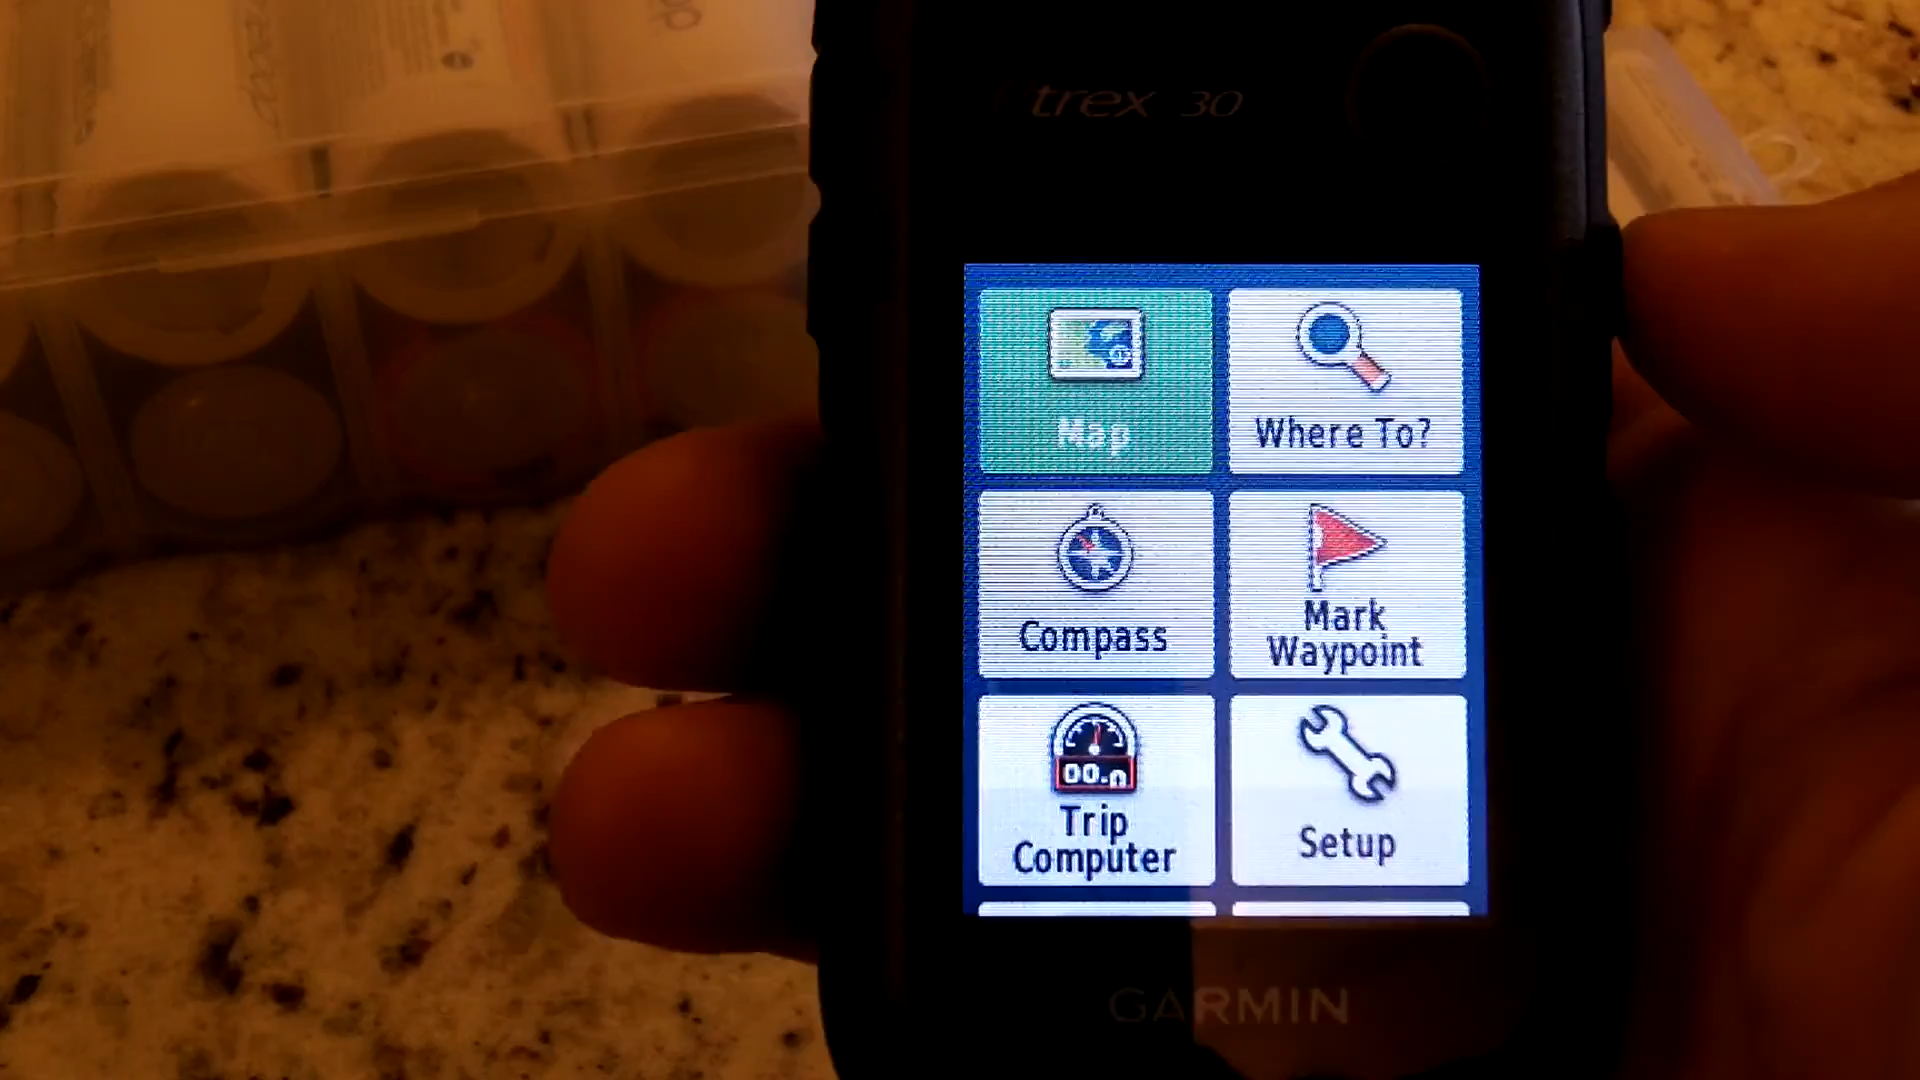 etrex 30
Map
Where To?
Compass
Mark
Waypoint
00.0
Trip
Computer
Setup
GARMIN